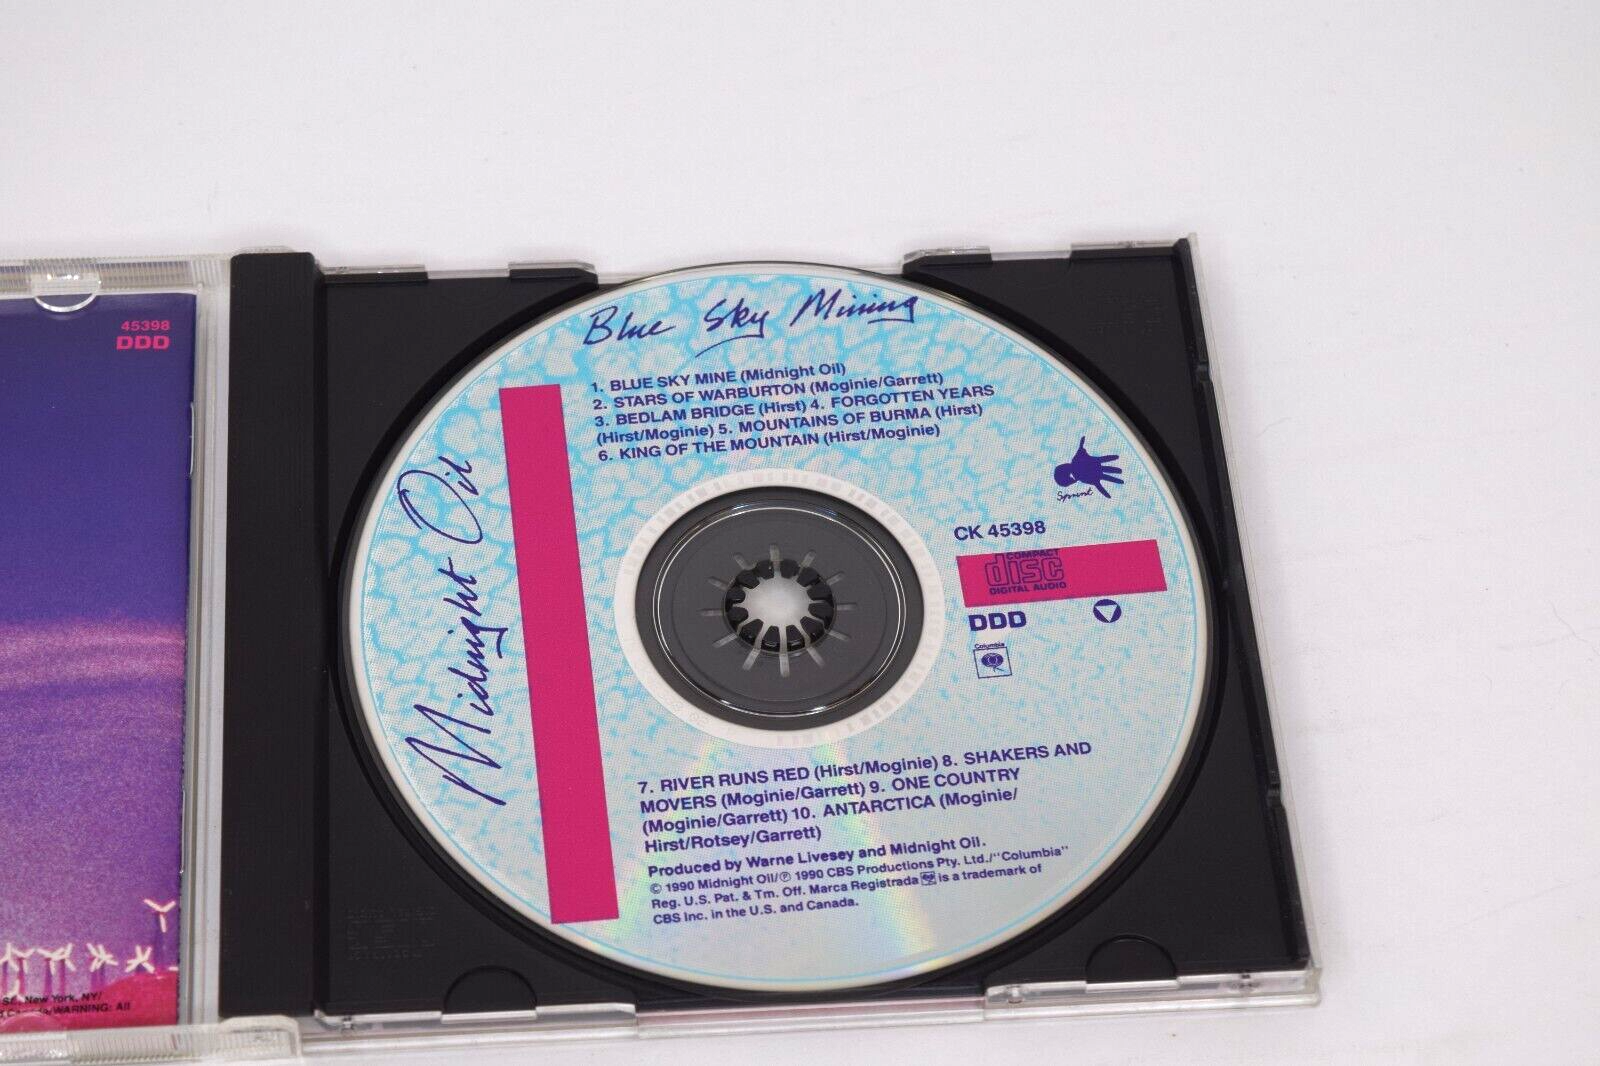 45398
DDD
St., New York, NY/
WARNING: All
Blue Sky Mining
1. BLUE SKY MINE (Midnight Oil)
2. STARS OF WARBURTON (Moginie/Garrett)
3. BEDLAM BRIDGE (Hirst) 4. FORGOTTEN YEARS
(Hirst/Moginie) 5. MOUNTAINS OF BURMA (Hirst)
6. KING OF THE MOUNTAIN (Hirst/Moginie)
Midnight Oil
Sprint
CK 45398
COMPACT
disc
DIGITAL AUDIO
DDD
Columbia
7. RIVER RUNS RED (Hirst/Moginie) 8. SHAKERS AND
MOVERS (Moginie/Garrett) 9. ONE COUNTRY
(Moginie/Garrett) 10. ANTARCTICA (Moginie/
Hirst/Rotsey/Garrett)
Produced by Warne Livesey and Midnight Oil.
© 1990 Midnight Oil/℗ 1990 CBS Productions Pty. Ltd./"Columbia"
Reg. U.S. Pat. & Tm. Off. Marca Registrada is a trademark of
CBS Inc. in the U.S. and Canada.